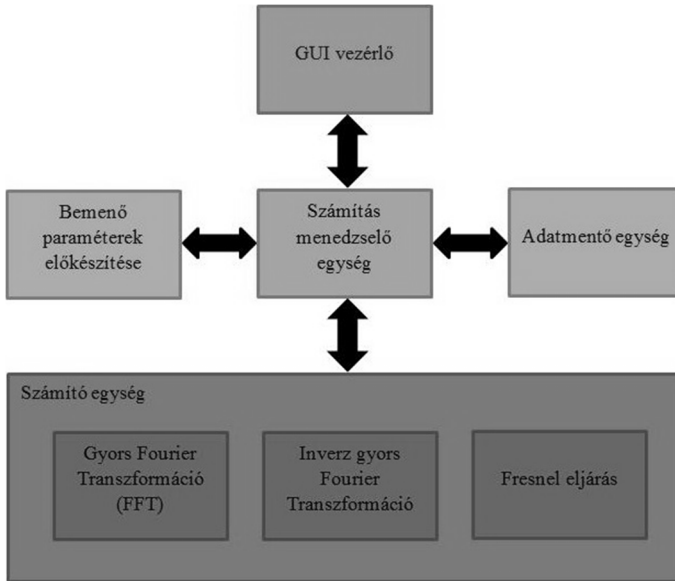 GUI vezérlő
Bemenő
paraméterek
előkészítése
Számítás
menedzselő
egység
Adatmentő egység
Számító egység
Gyors Fourier
Transzformáció
(FFT)
Inverz gyors
Fourier
Transzformáció
Fresnel eljárás